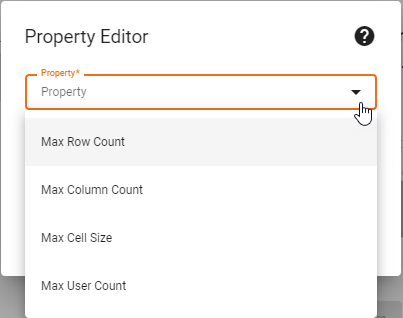 Property Editor
?
Property*
Property
Max Row Count
Max Column Count
Max Cell Size
Max User Count